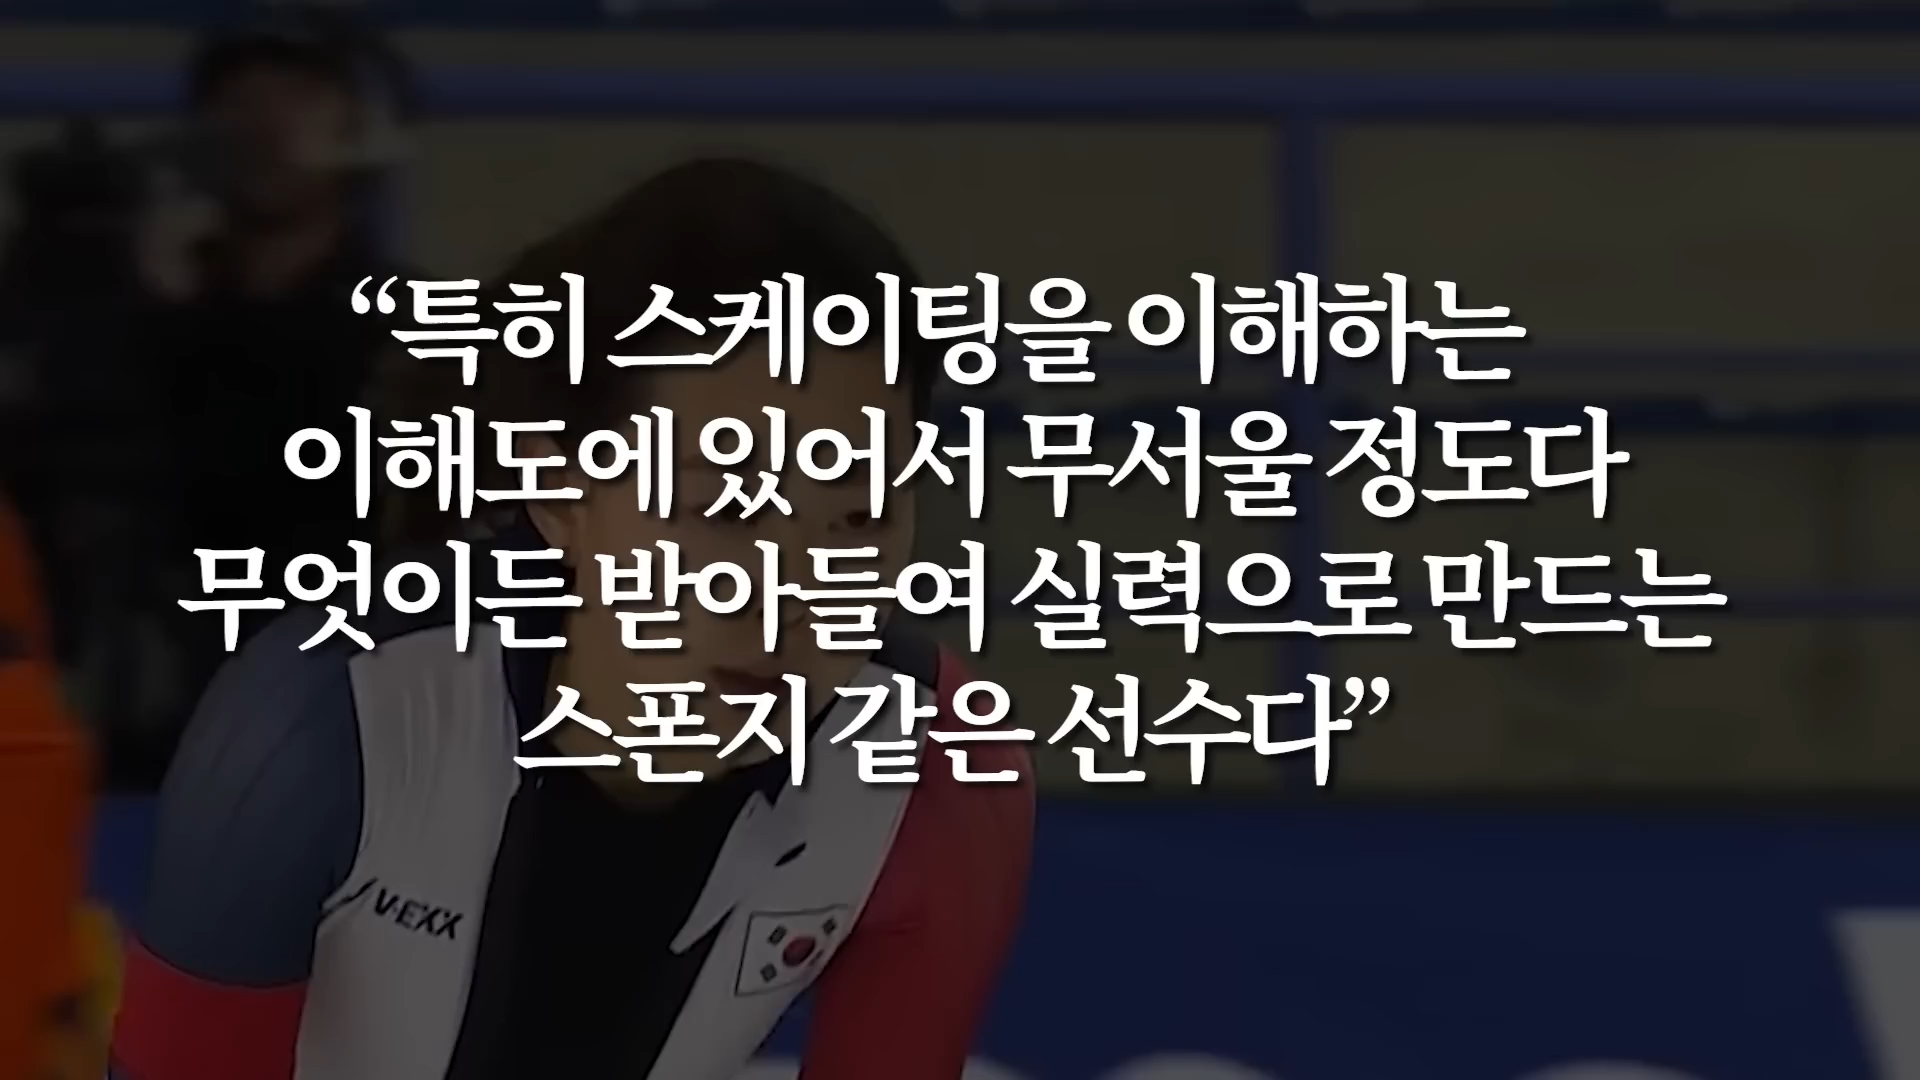 “특히 스케이팅을 이해하는
이해도에 있어서 무서울 정도다
무엇이든 받아들여 실력으로 만드는
스폰지 같은 선수다”
V-EXX